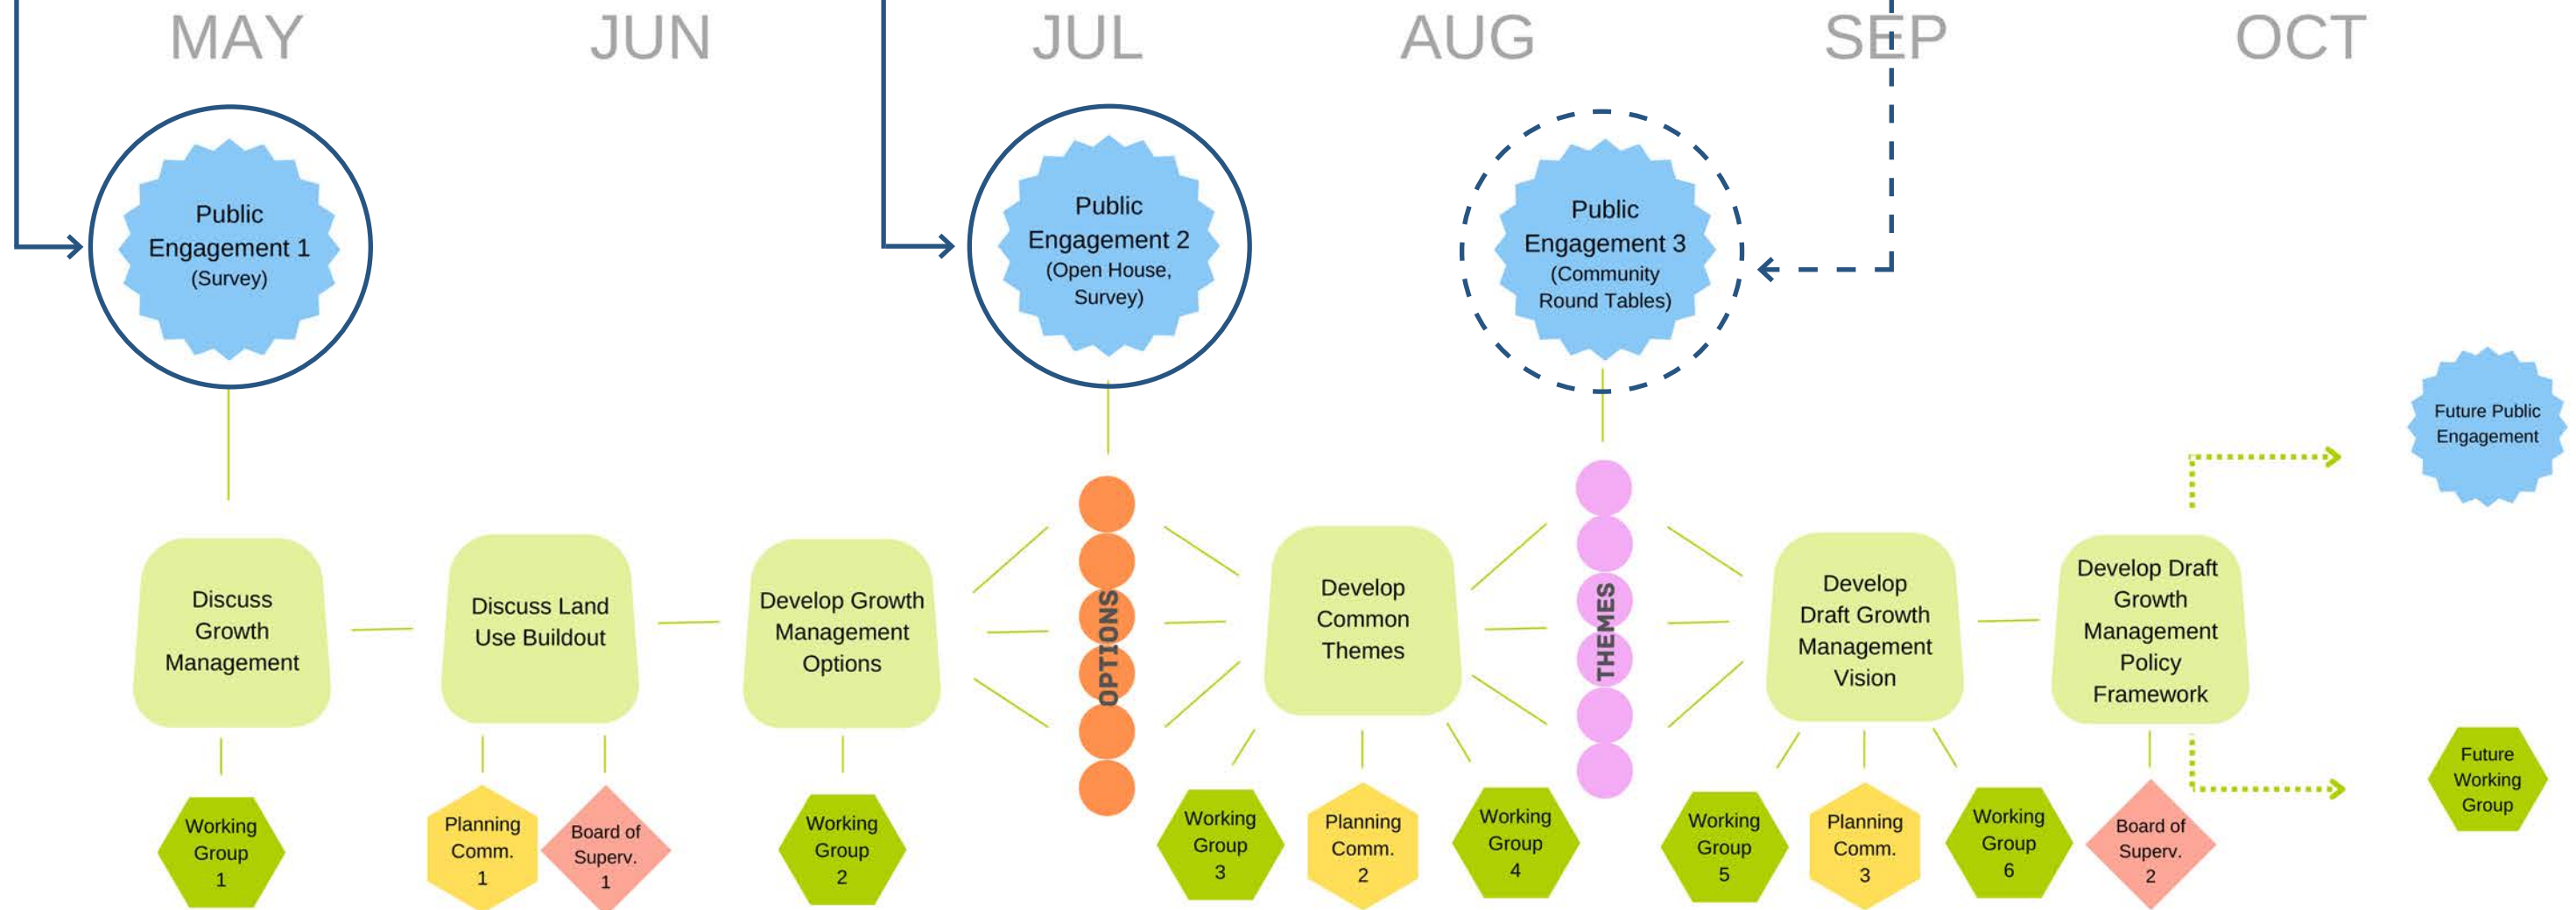 MAY JUN JUL AUG SEP OCT
Public
Engagement 1
(Survey)
Public
Engagement 2
(Open House,
Survey)
Public
Engagement 3
(Community
Round Tables)
Future Public
Engagement
Discuss
Growth
Management
Discuss Land
Use Buildout
Develop Growth
Management
Options
OPTIONS
Develop
Common
Themes
THEMES
Develop
Draft Growth
Management
Vision
Develop Draft
Growth
Management
Policy
Framework
Working
Group
1
Planning
Comm.
1
Board of
Superv.
1
Working
Group
2
Working
Group
3
Planning
Comm.
2
Working
Group
4
Working
Group
5
Planning
Comm.
3
Working
Group
6
Board of
Superv.
2
Future
Working
Group